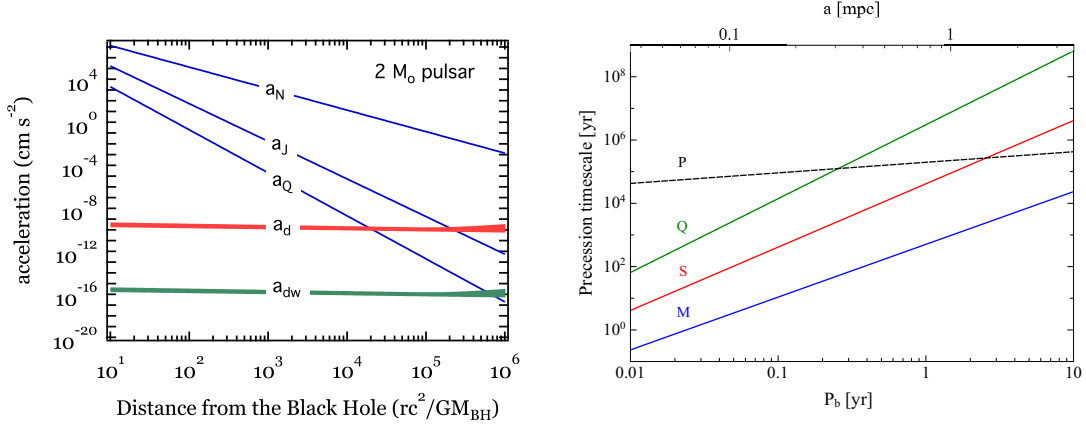 acceleration (cm s⁻²)
10⁴
10⁰
10⁻⁴
10⁻⁸
10⁻¹²
10⁻¹⁶
10⁻²⁰
2 M₀ pulsar
a_N
a_J
a_Q
a_d
a_dw
10¹ 10² 10³ 10⁴ 10⁵ 10⁶
Distance from the Black Hole (rc²/GM_BH)
a [mpc]
0.1 1
Precession timescale [yr]
10⁸
10⁶
10⁴
10²
10⁰
P
Q
S
M
0.01 0.1 1 10
P_b [yr]